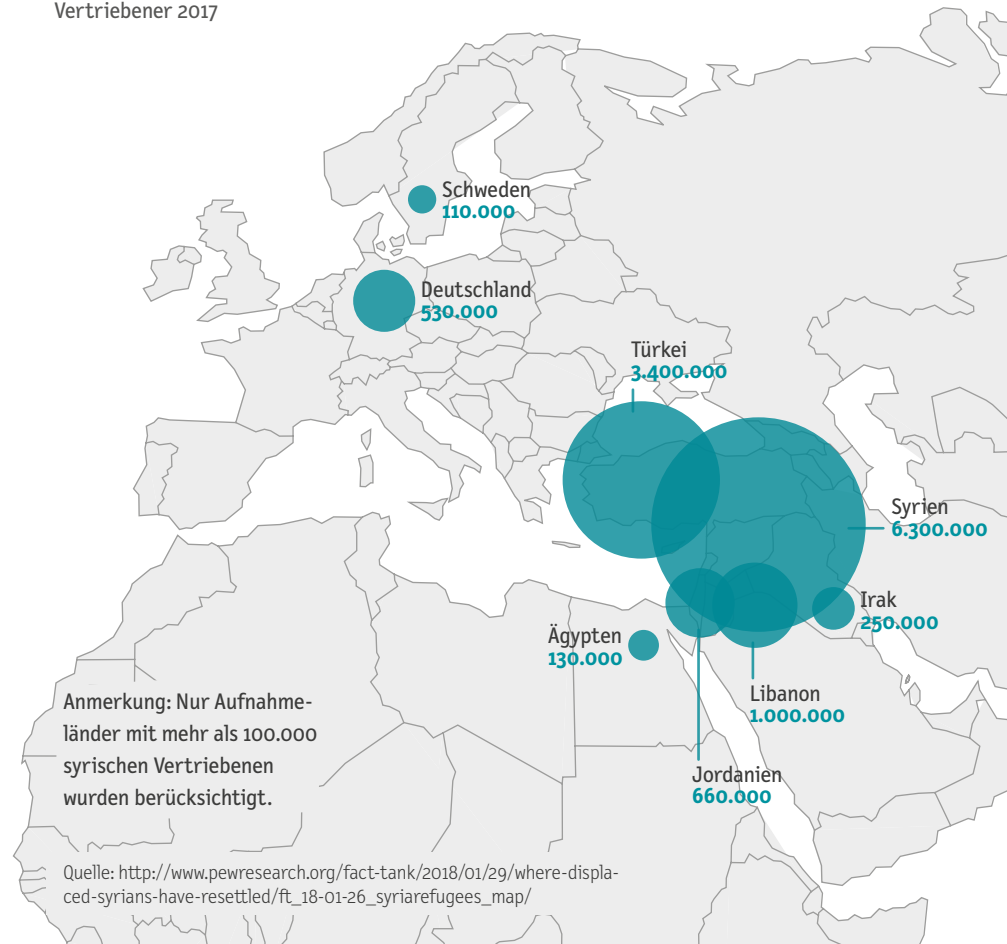 Vertriebener 2017
Schweden
110.000
Deutschland
530.000
Türkei
3.400.000
Syrien
6.300.000
Irak
250.000
Ägypten
130.000
Libanon
1.000.000
Jordanien
660.000
Anmerkung: Nur Aufnahme-
länder mit mehr als 100.000
syrischen Vertriebenen
wurden berücksichtigt.
Quelle: http://www.pewresearch.org/fact-tank/2018/01/29/where-displa-
ced-syrians-have-resettled/ft_18-01-26_syriarefugees_map/